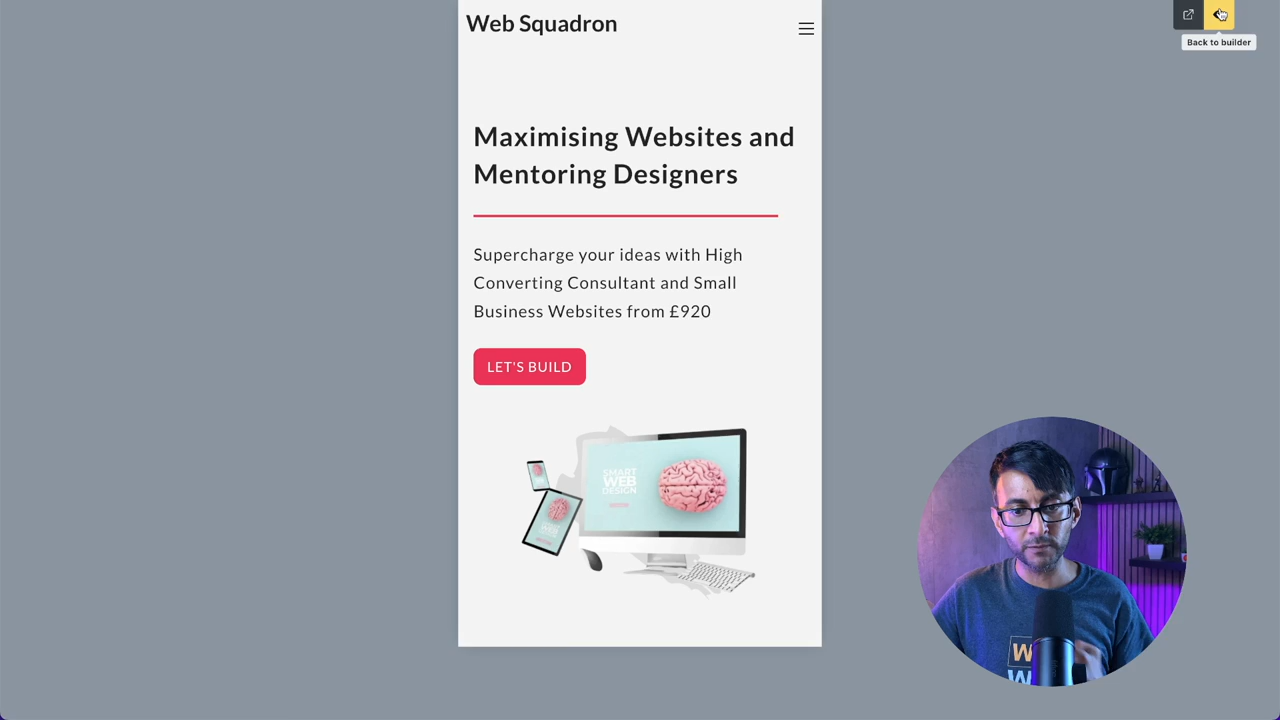 Web Squadron
Back to builder
Maximising Websites and
Mentoring Designers
Supercharge your ideas with High
Converting Consultant and Small
Business Websites from £920
LET'S BUILD
SMART
WEB
DESIGN
W